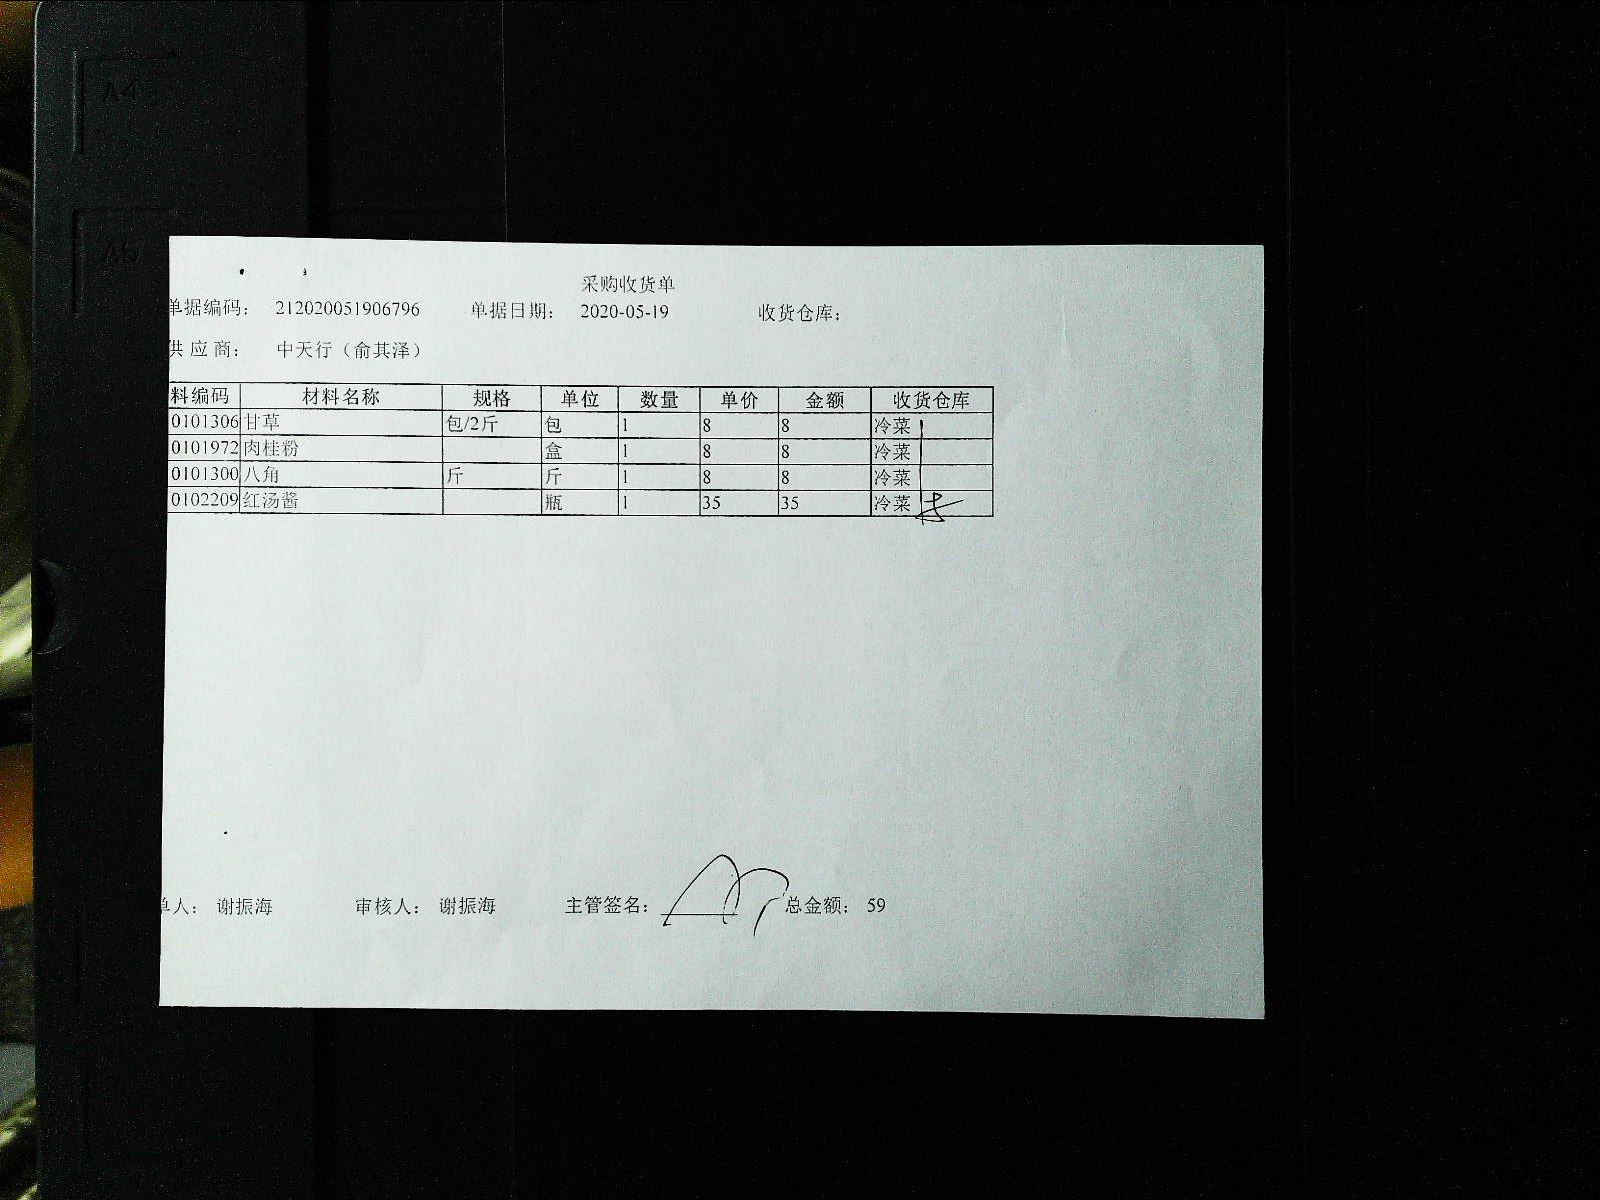 A4
A5
采购收货单
单据编码： 212020051906796 单据日期： 2020-05-19 收货仓库：
供应商： 中天行（俞其泽）
料编码 材料名称 规格 单位 数量 单价 金额 收货仓库
0101306 甘草 包/2斤 包 1 8 8 冷菜
0101972 肉桂粉 盒 1 8 8 冷菜
0101300 八角 斤 斤 1 8 8 冷菜
0102209 红汤酱 瓶 1 35 35 冷菜
单人： 谢振海 审核人： 谢振海 主管签名： 总金额： 59